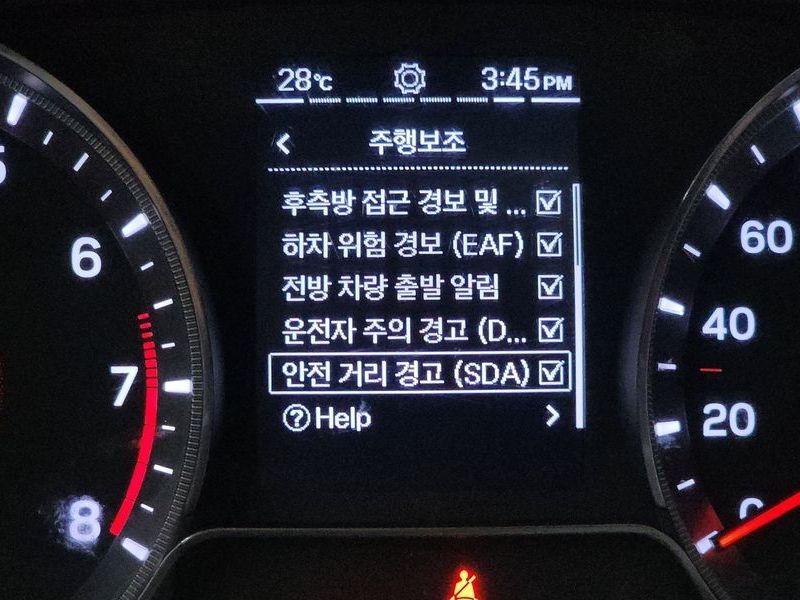 28℃ 3:45PM
주행보조
후측방 접근 경보 및 ...
하차 위험 경보 (EAF)
전방 차량 출발 알림
운전자 주의 경고 (D...
안전 거리 경고 (SDA)
? Help
6
7
8
60
40
20
0